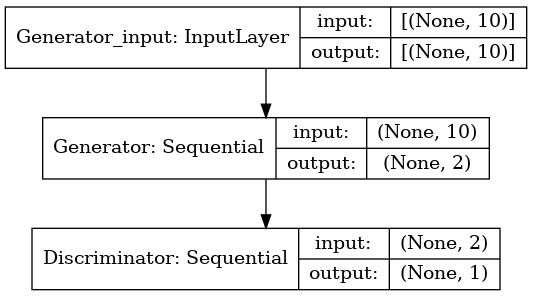 Generator_input: InputLayer
input: [(None, 10)]
output: [(None, 10)]
Generator: Sequential
input: (None, 10)
output: (None, 2)
Discriminator: Sequential
input: (None, 2)
output: (None, 1)